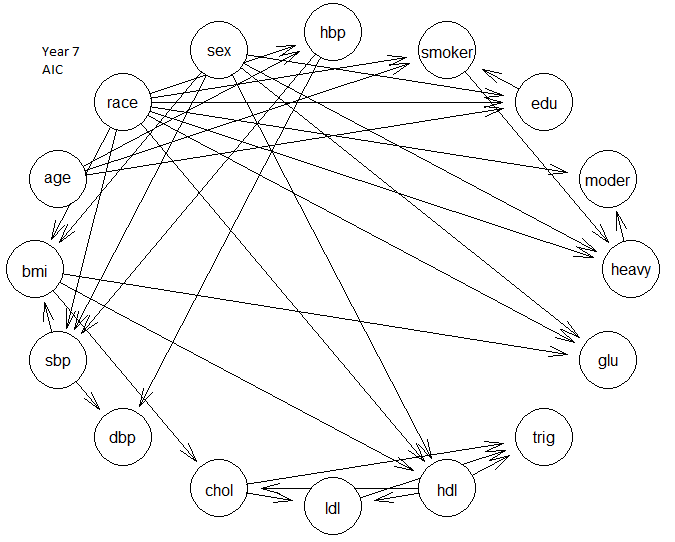 Year 7
AIC
hbp
sex
smoker
race
edu
age
moder
bmi
heavy
sbp
glu
dbp
trig
chol
ldl
hdl